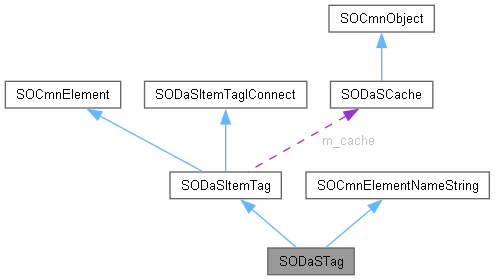 SOCmnObject
SOCmnElement
SODaSItemTagIConnect
SODaSCache
m_cache
SODaSItemTag
SOCmnElementNameString
SODaSTag